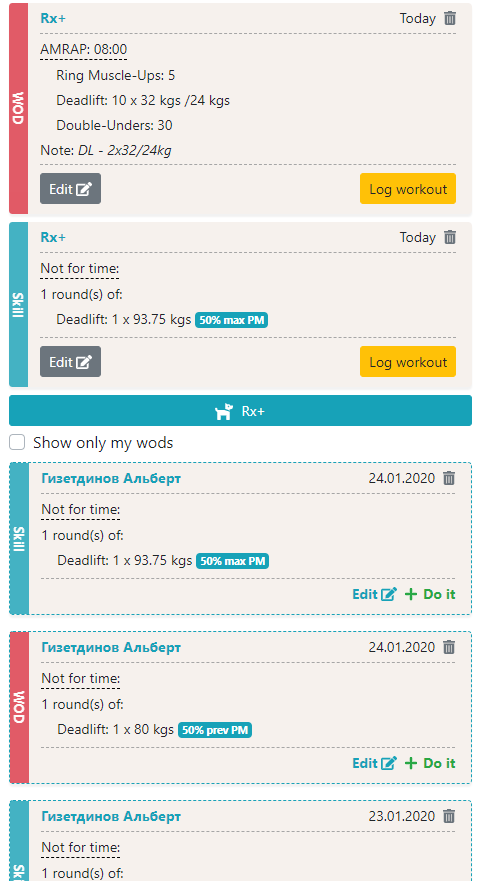 Rx+ Today
WOD
AMRAP: 08:00
Ring Muscle-Ups: 5
Deadlift: 10 x 32 kgs /24 kgs
Double-Unders: 30
Note: DL - 2x32/24kg
Edit Log workout
Rx+ Today
Skill
Not for time:
1 round(s) of:
Deadlift: 1 x 93.75 kgs 50% max PM
Edit Log workout
Rx+
Show only my wods
Гизетдинов Альберт 24.01.2020
Skill
Not for time:
1 round(s) of:
Deadlift: 1 x 93.75 kgs 50% max PM
Edit + Do it
Гизетдинов Альберт 24.01.2020
WOD
Not for time:
1 round(s) of:
Deadlift: 1 x 80 kgs 50% prev PM
Edit + Do it
Гизетдинов Альберт 23.01.2020
Not for time:
1 round(s) of: